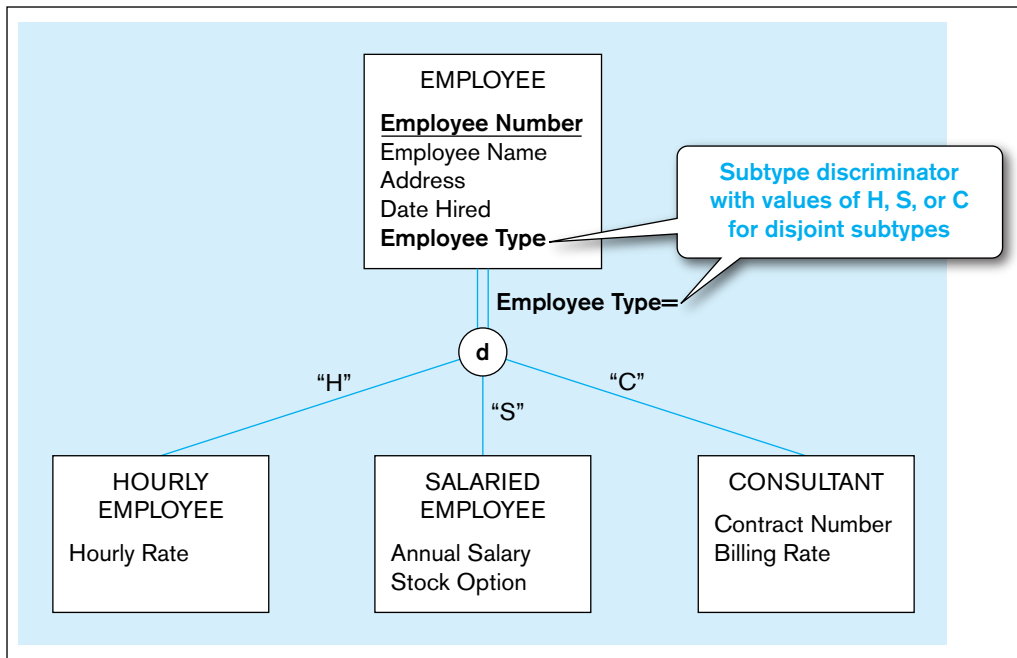 EMPLOYEE
Employee Number
Employee Name
Address
Date Hired
Employee Type
Subtype discriminator
with values of H, S, or C
for disjoint subtypes
Employee Type=
d
“H”
“S”
“C”
HOURLY
EMPLOYEE
Hourly Rate
SALARIED
EMPLOYEE
Annual Salary
Stock Option
CONSULTANT
Contract Number
Billing Rate